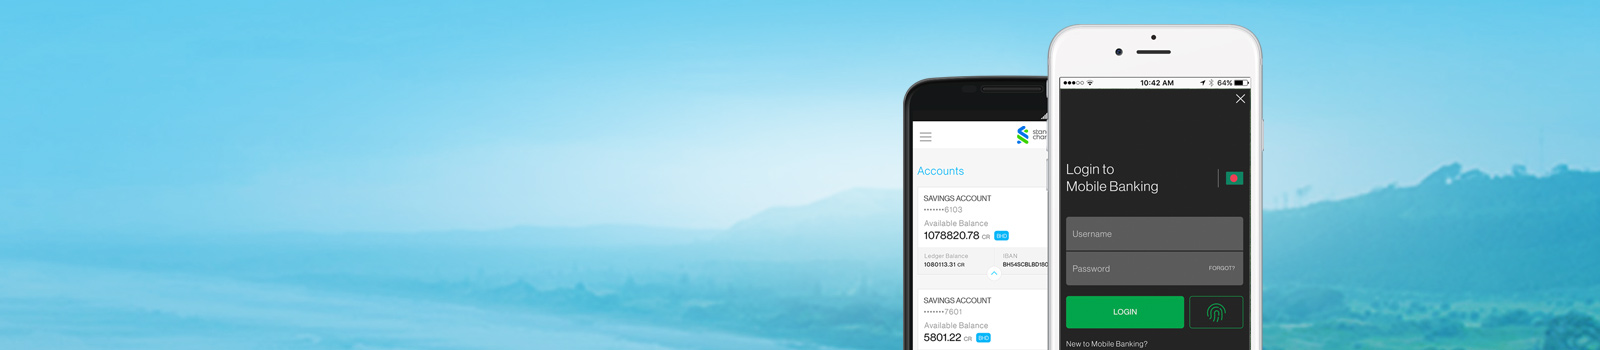 stan
char
Accounts
SAVINGS ACCOUNT
•••••••6103
Available Balance
1078820.78 CR BHD
Ledger Balance
IBAN
1080113.31 CR
SAVINGS ACCOUNT
•••••••7601
Available Balance
5801.22 CR BHD
10:42 AM
64%
Login to
Mobile Banking
Username
Password
FORGOT?
LOGIN
New to Mobile Banking?